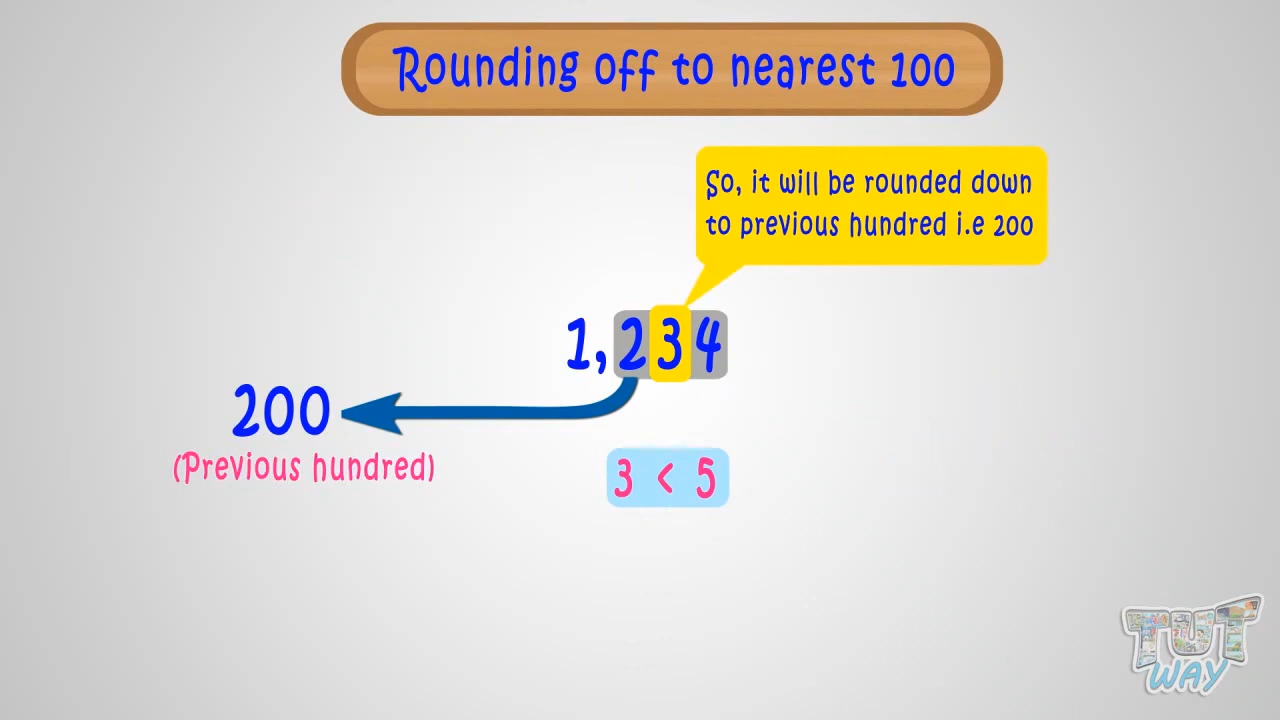 Rounding off to nearest 100
So, it will be rounded down
to previous hundred i.e 200
1,234
200
(Previous hundred)
3 < 5
TUT
WAY